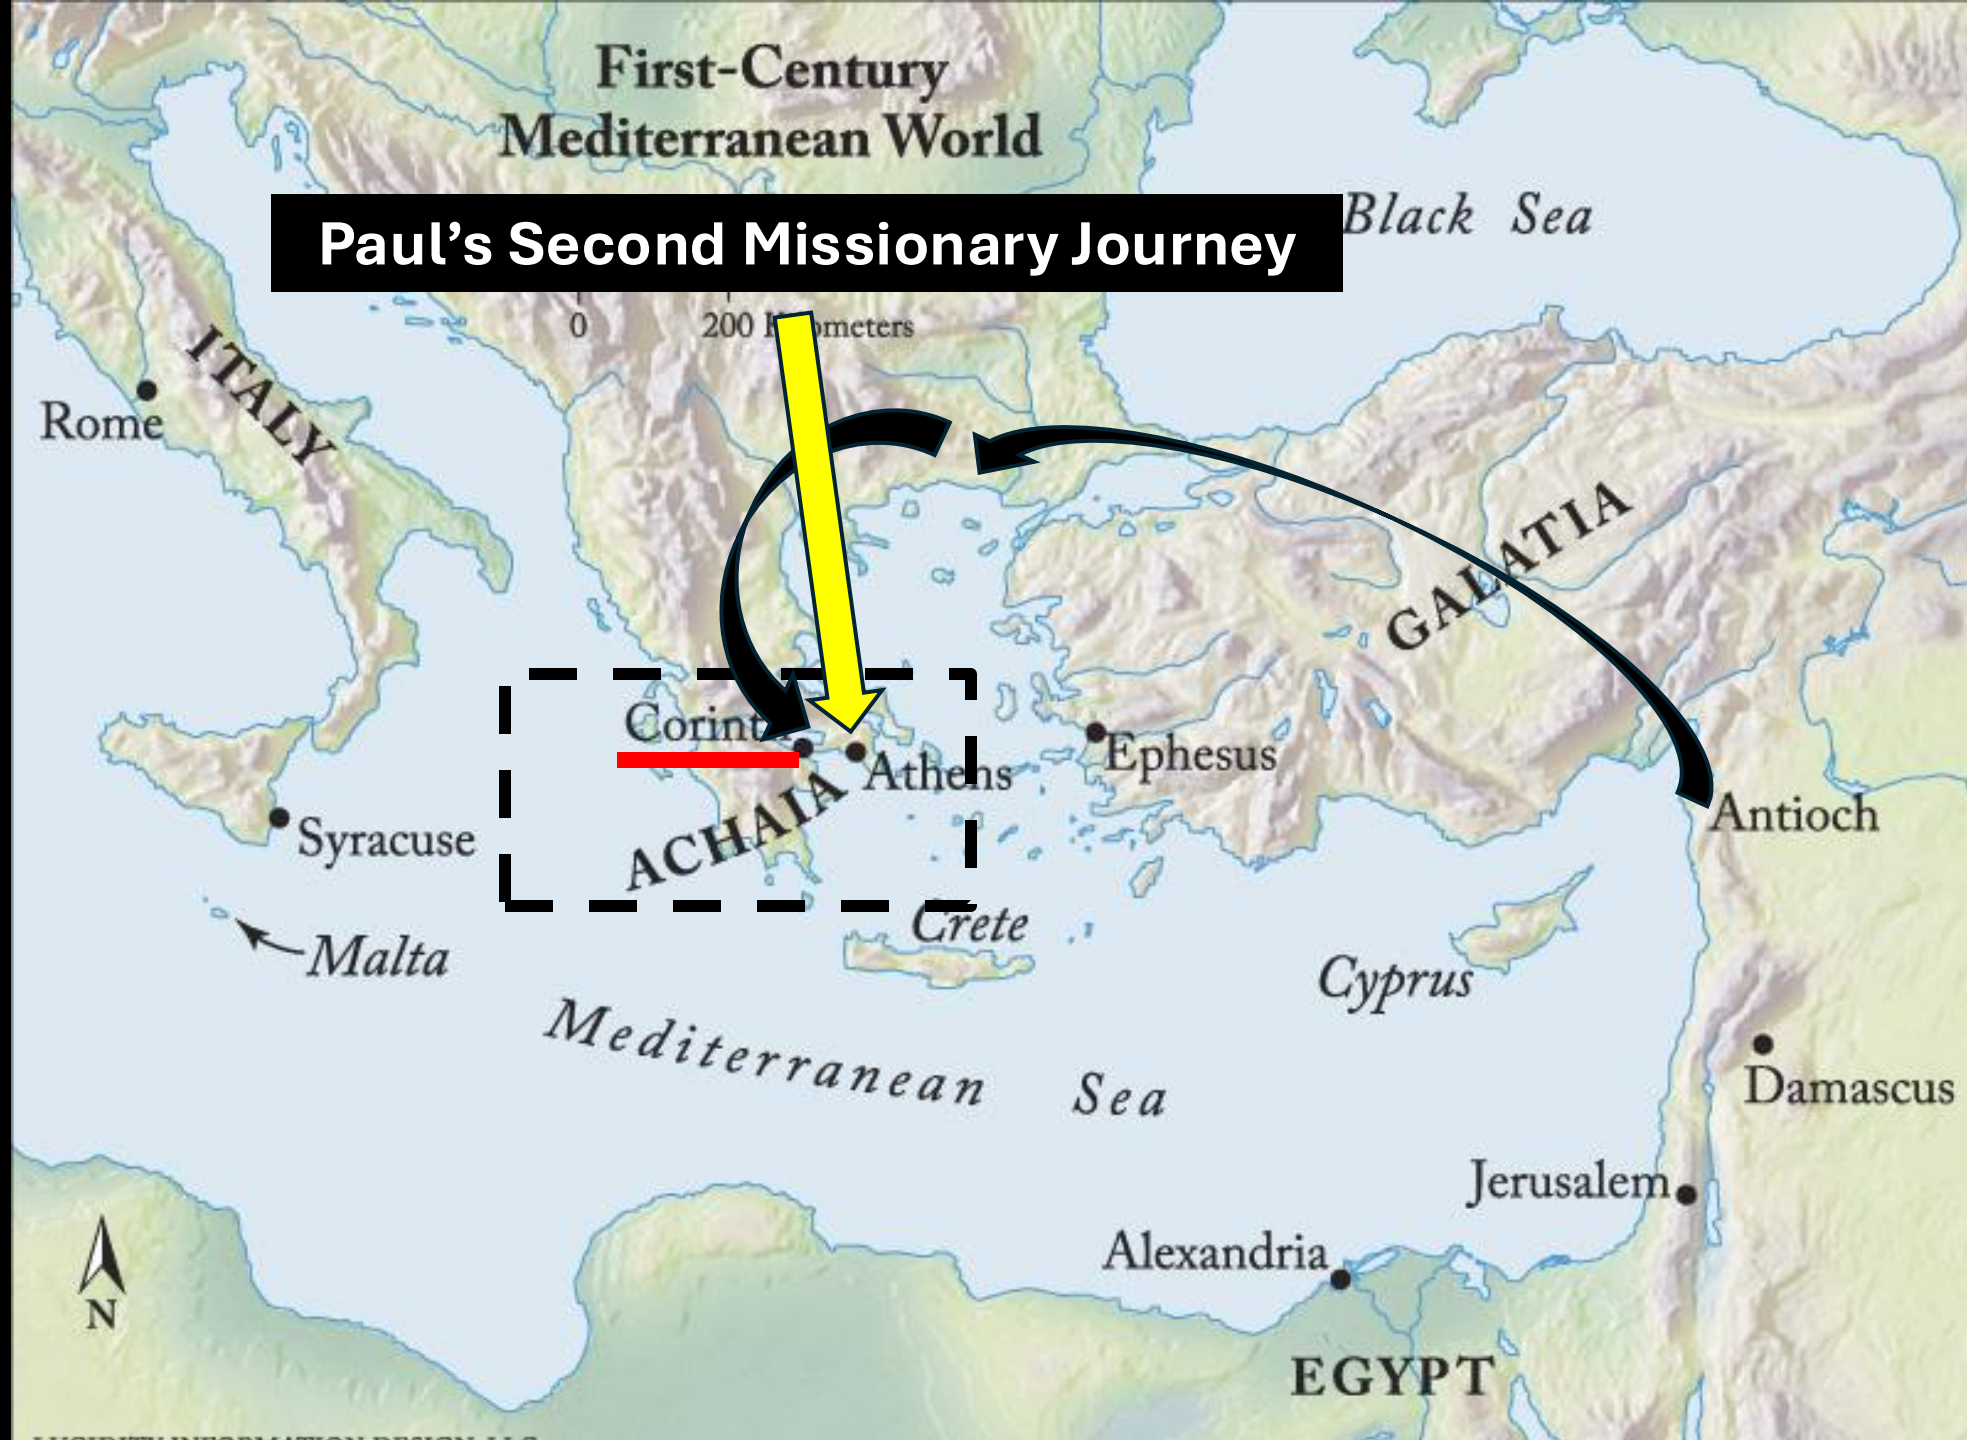 First-Century
Mediterranean World
Black Sea
Paul’s Second Missionary Journey
0 200
ITALY
Rome
GALATIA
Corinth
Athens
Ephesus
ACHAIA
Antioch
Syracuse
Crete
Malta
Cyprus
Mediterranean Sea
Damascus
Jerusalem
Alexandria
N
EGYPT